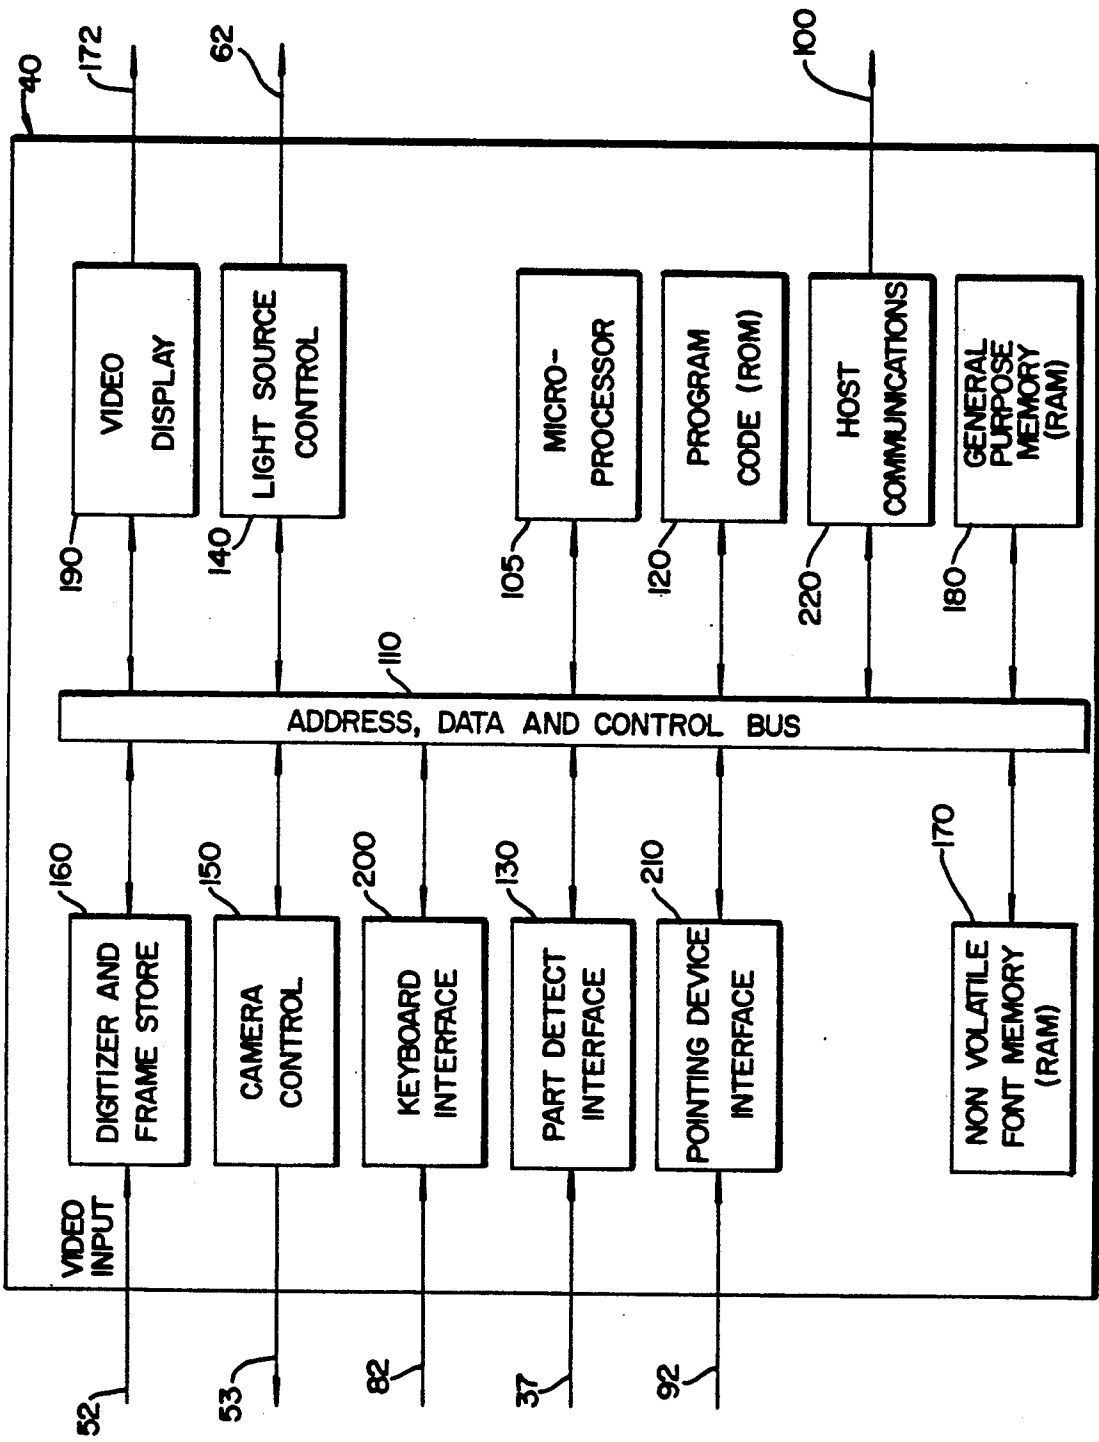 40
172
62
100
190
VIDEO
DISPLAY
140
LIGHT SOURCE
CONTROL
105
MICRO-
PROCESSOR
120
PROGRAM
CODE (ROM)
220
HOST
COMMUNICATIONS
180
GENERAL
PURPOSE
MEMORY
(RAM)
110
ADDRESS, DATA AND CONTROL BUS
160
DIGITIZER AND
FRAME STORE
150
CAMERA
CONTROL
200
KEYBOARD
INTERFACE
130
PART DETECT
INTERFACE
210
POINTING DEVICE
INTERFACE
170
NON VOLATILE
FONT MEMORY
(RAM)
VIDEO
INPUT
52
53
82
37
92